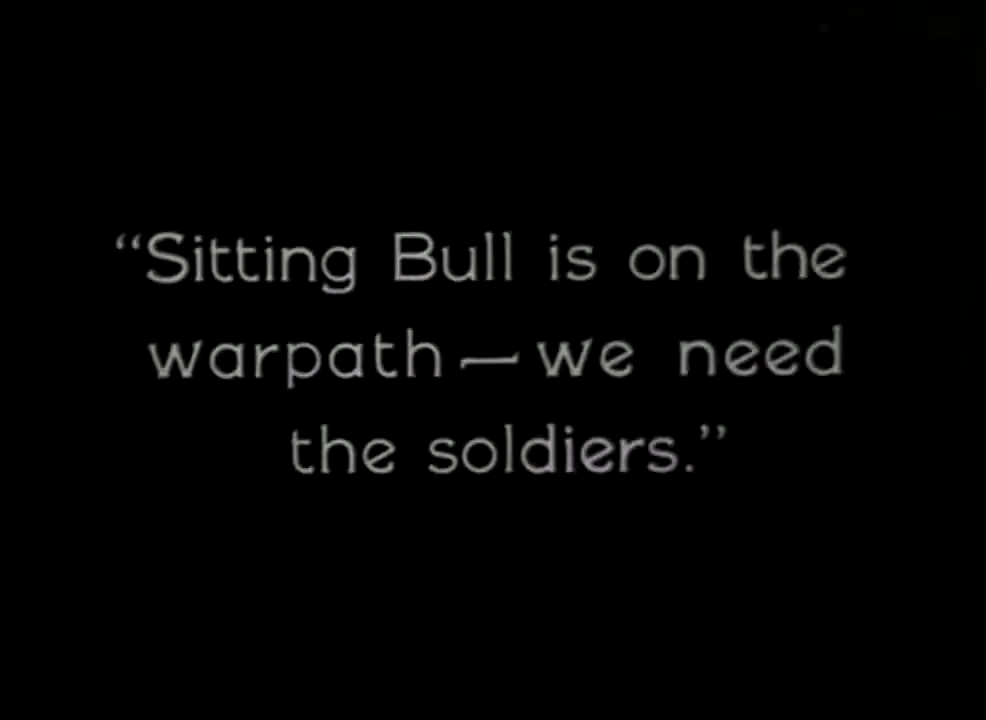 “Sitting Bull is on the
warpath — we need
the soldiers.”